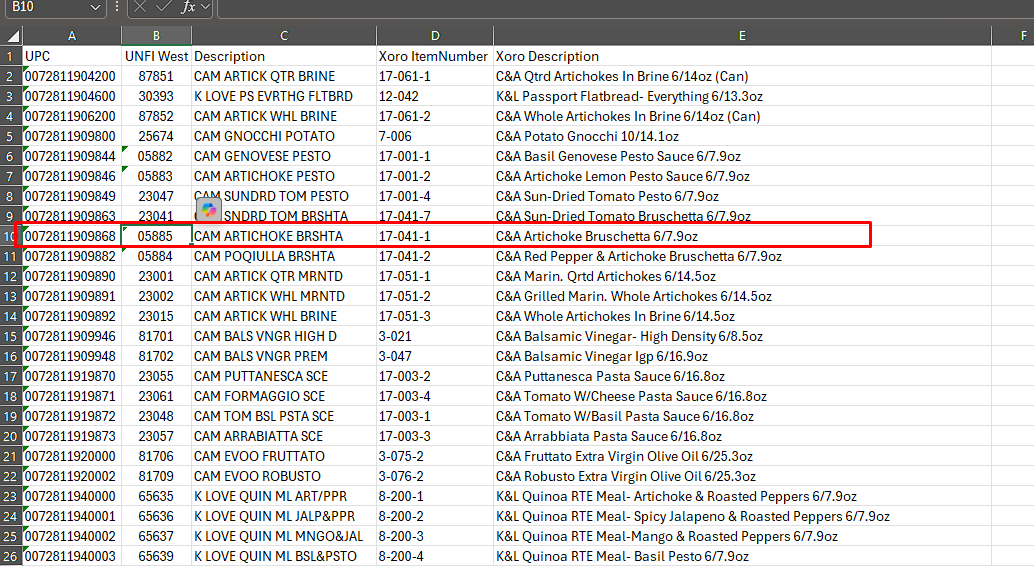 B10 fx
A B C D E F
1 UPC UNFI West Description Xoro ItemNumber Xoro Description
2 0072811904200 87851 CAM ARTICK QTR BRINE 17-061-1 C&A Qtrd Artichokes In Brine 6/14oz (Can)
3 0072811904600 30393 K LOVE PS EVRTHG FLTBRD 12-042 K&L Passport Flatbread- Everything 6/13.3oz
4 0072811906200 87852 CAM ARTICK WHL BRINE 17-061-2 C&A Whole Artichokes In Brine 6/14oz (Can)
5 0072811909800 25674 CAM GNOCCHI POTATO 7-006 C&A Potato Gnocchi 10/14.1oz
6 0072811909844 05882 CAM GENOVESE PESTO 17-001-1 C&A Basil Genovese Pesto Sauce 6/7.9oz
7 0072811909846 05883 CAM ARTICHOKE PESTO 17-001-2 C&A Artichoke Lemon Pesto Sauce 6/7.9oz
8 0072811909849 23047 CAM SUNDRD TOM PESTO 17-001-4 C&A Sun-Dried Tomato Pesto 6/7.9oz
9 0072811909863 23041 SNDRD TOM BRSHTA 17-041-7 C&A Sun-Dried Tomato Bruschetta 6/7.9oz
10 0072811909868 05885 CAM ARTICHOKE BRSHTA 17-041-1 C&A Artichoke Bruschetta 6/7.9oz
11 0072811909882 05884 CAM POQIULLA BRSHTA 17-041-2 C&A Red Pepper & Artichoke Bruschetta 6/7.9oz
12 0072811909890 23001 CAM ARTICK QTR MRNTD 17-051-1 C&A Marin. Qtrd Artichokes 6/14.5oz
13 0072811909891 23002 CAM ARTICK WHL MRNTD 17-051-2 C&A Grilled Marin. Whole Artichokes 6/14.5oz
14 0072811909892 23015 CAM ARTICK WHL BRINE 17-051-3 C&A Whole Artichokes In Brine 6/14.5oz
15 0072811909946 81701 CAM BALS VNGR HIGH D 3-021 C&A Balsamic Vinegar- High Density 6/8.5oz
16 0072811909948 81702 CAM BALS VNGR PREM 3-047 C&A Balsamic Vinegar Igp 6/16.9oz
17 0072811919870 23055 CAM PUTTANESCA SCE 17-003-2 C&A Puttanesca Pasta Sauce 6/16.8oz
18 0072811919871 23061 CAM FORMAGGIO SCE 17-003-4 C&A Tomato W/Cheese Pasta Sauce 6/16.8oz
19 0072811919872 23048 CAM TOM BSL PSTA SCE 17-003-1 C&A Tomato W/Basil Pasta Sauce 6/16.8oz
20 0072811919873 23057 CAM ARRABIATTA SCE 17-003-3 C&A Arrabbiata Pasta Sauce 6/16.8oz
21 0072811920000 81706 CAM EVOO FRUTTATO 3-075-2 C&A Fruttato Extra Virgin Olive Oil 6/25.3oz
22 0072811920002 81709 CAM EVOO ROBUSTO 3-076-2 C&A Robusto Extra Virgin Olive Oil 6/25.3oz
23 0072811940000 65635 K LOVE QUIN ML ART/PPR 8-200-1 K&L Quinoa RTE Meal- Artichoke & Roasted Peppers 6/7.9oz
24 0072811940001 65636 K LOVE QUIN ML JALP&PPR 8-200-2 K&L Quinoa RTE Meal- Spicy Jalapeno & Roasted Peppers 6/7.9oz
25 0072811940002 65637 K LOVE QUIN ML MNGO&JAL 8-200-3 K&L Quinoa RTE Meal-Mango & Roasted Peppers 6/7.9oz
26 0072811940003 65639 K LOVE QUIN ML BSL&PSTO 8-200-4 K&L Quinoa RTE Meal- Basil Pesto 6/7.9oz